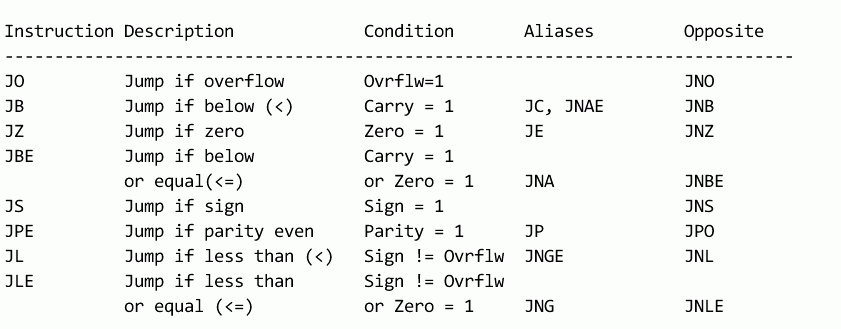 Instruction Description Condition Aliases Opposite
-------------------------------------------------------------------------------
JO Jump if overflow Ovrflw=1 JNO
JB Jump if below (<) Carry = 1 JC, JNAE JNB
JZ Jump if zero Zero = 1 JE JNZ
JBE Jump if below Carry = 1
or equal(<=) or Zero = 1 JNA JNBE
JS Jump if sign Sign = 1 JNS
JPE Jump if parity even Parity = 1 JP JPO
JL Jump if less than (<) Sign != Ovrflw JNGE JNL
JLE Jump if less than Sign != Ovrflw
or equal (<=) or Zero = 1 JNG JNLE